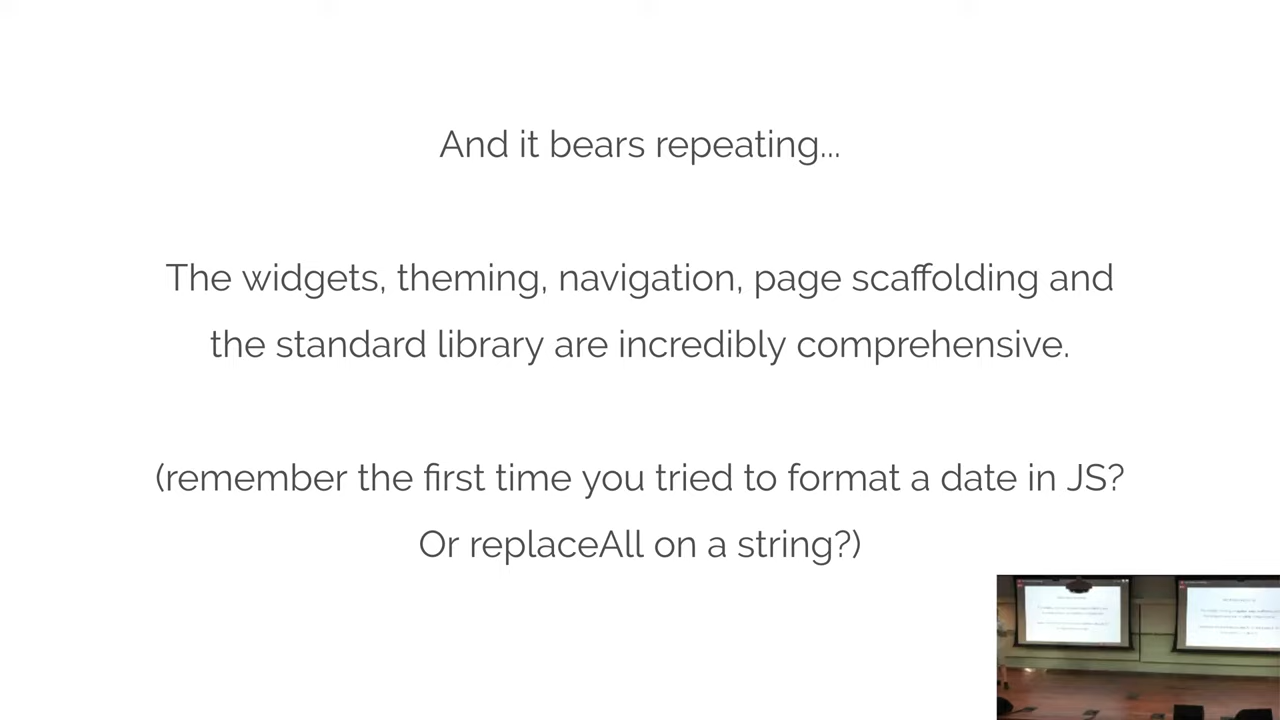 And it bears repeating...
The widgets, theming, navigation, page scaffolding and
the standard library are incredibly comprehensive.
(remember the first time you tried to format a date in JS?
Or replaceAll on a string?)